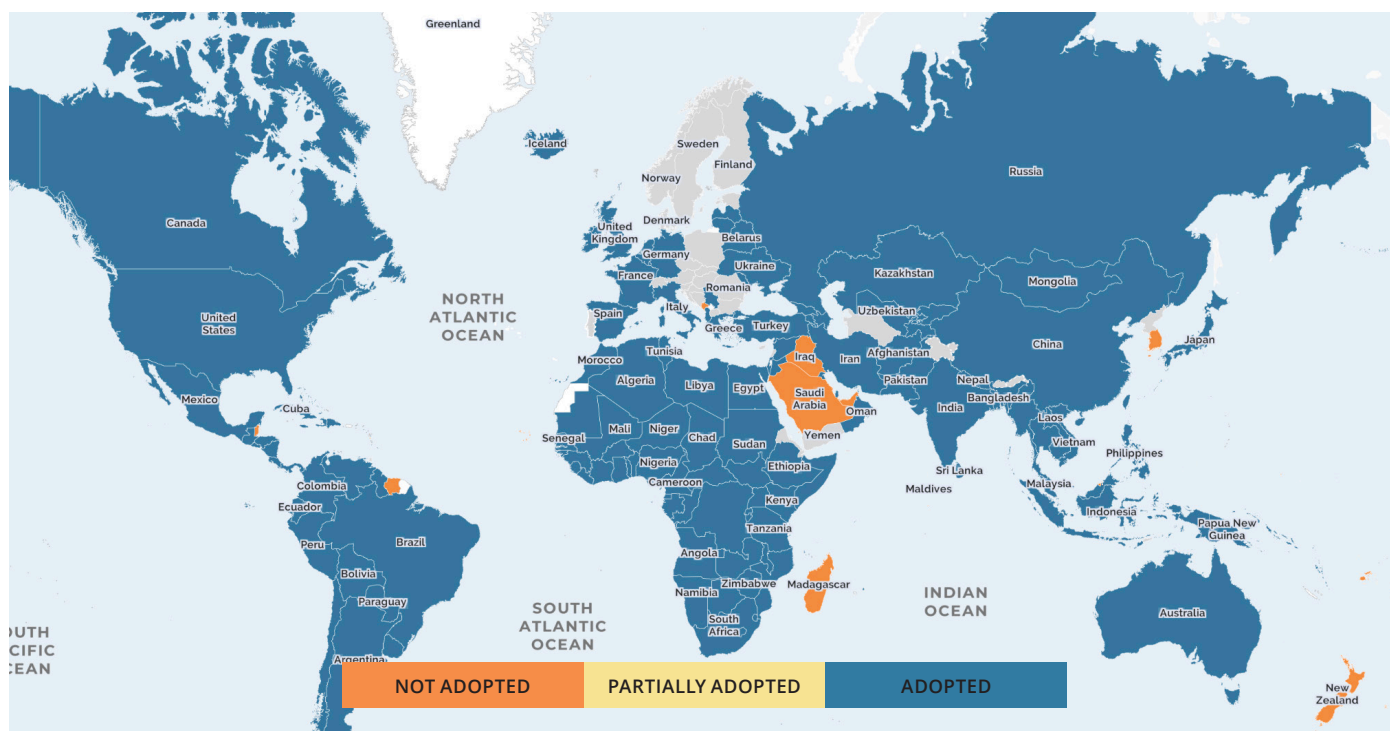 Greenland
Iceland
Sweden
Finland
Norway
Russia
Denmark
Canada
United
Kingdom
Belarus
Germany
Ukraine
France
Kazakhstan
Romania
Mongolia
NORTH
ATLANTIC
OCEAN
Italy
Spain
Uzbekistan
United
States
Greece
Turkey
Japan
China
Tunisia
Morocco
Iraq
Iran
Afghanistan
Algeria
Libya
Egypt
Pakistan
Nepal
Saudi
Arabia
Bangladesh
Mexico
Cuba
India
Oman
Laos
Mali
Niger
Chad
Yemen
Senegal
Sudan
Vietnam
Philippines
Nigeria
Ethiopia
Sri Lanka
Cameroon
Colombia
Maldives
Malaysia
Kenya
Ecuador
Indonesia
Papua New
Guinea
Tanzania
Brazil
Peru
Angola
Bolivia
Zimbabwe
Madagascar
Namibia
INDIAN
OCEAN
Paraguay
SOUTH
ATLANTIC
OCEAN
South
Africa
Australia
OUTH
CIFIC
CEAN
Argentina
NOT ADOPTED
PARTIALLY ADOPTED
ADOPTED
New
Zealand